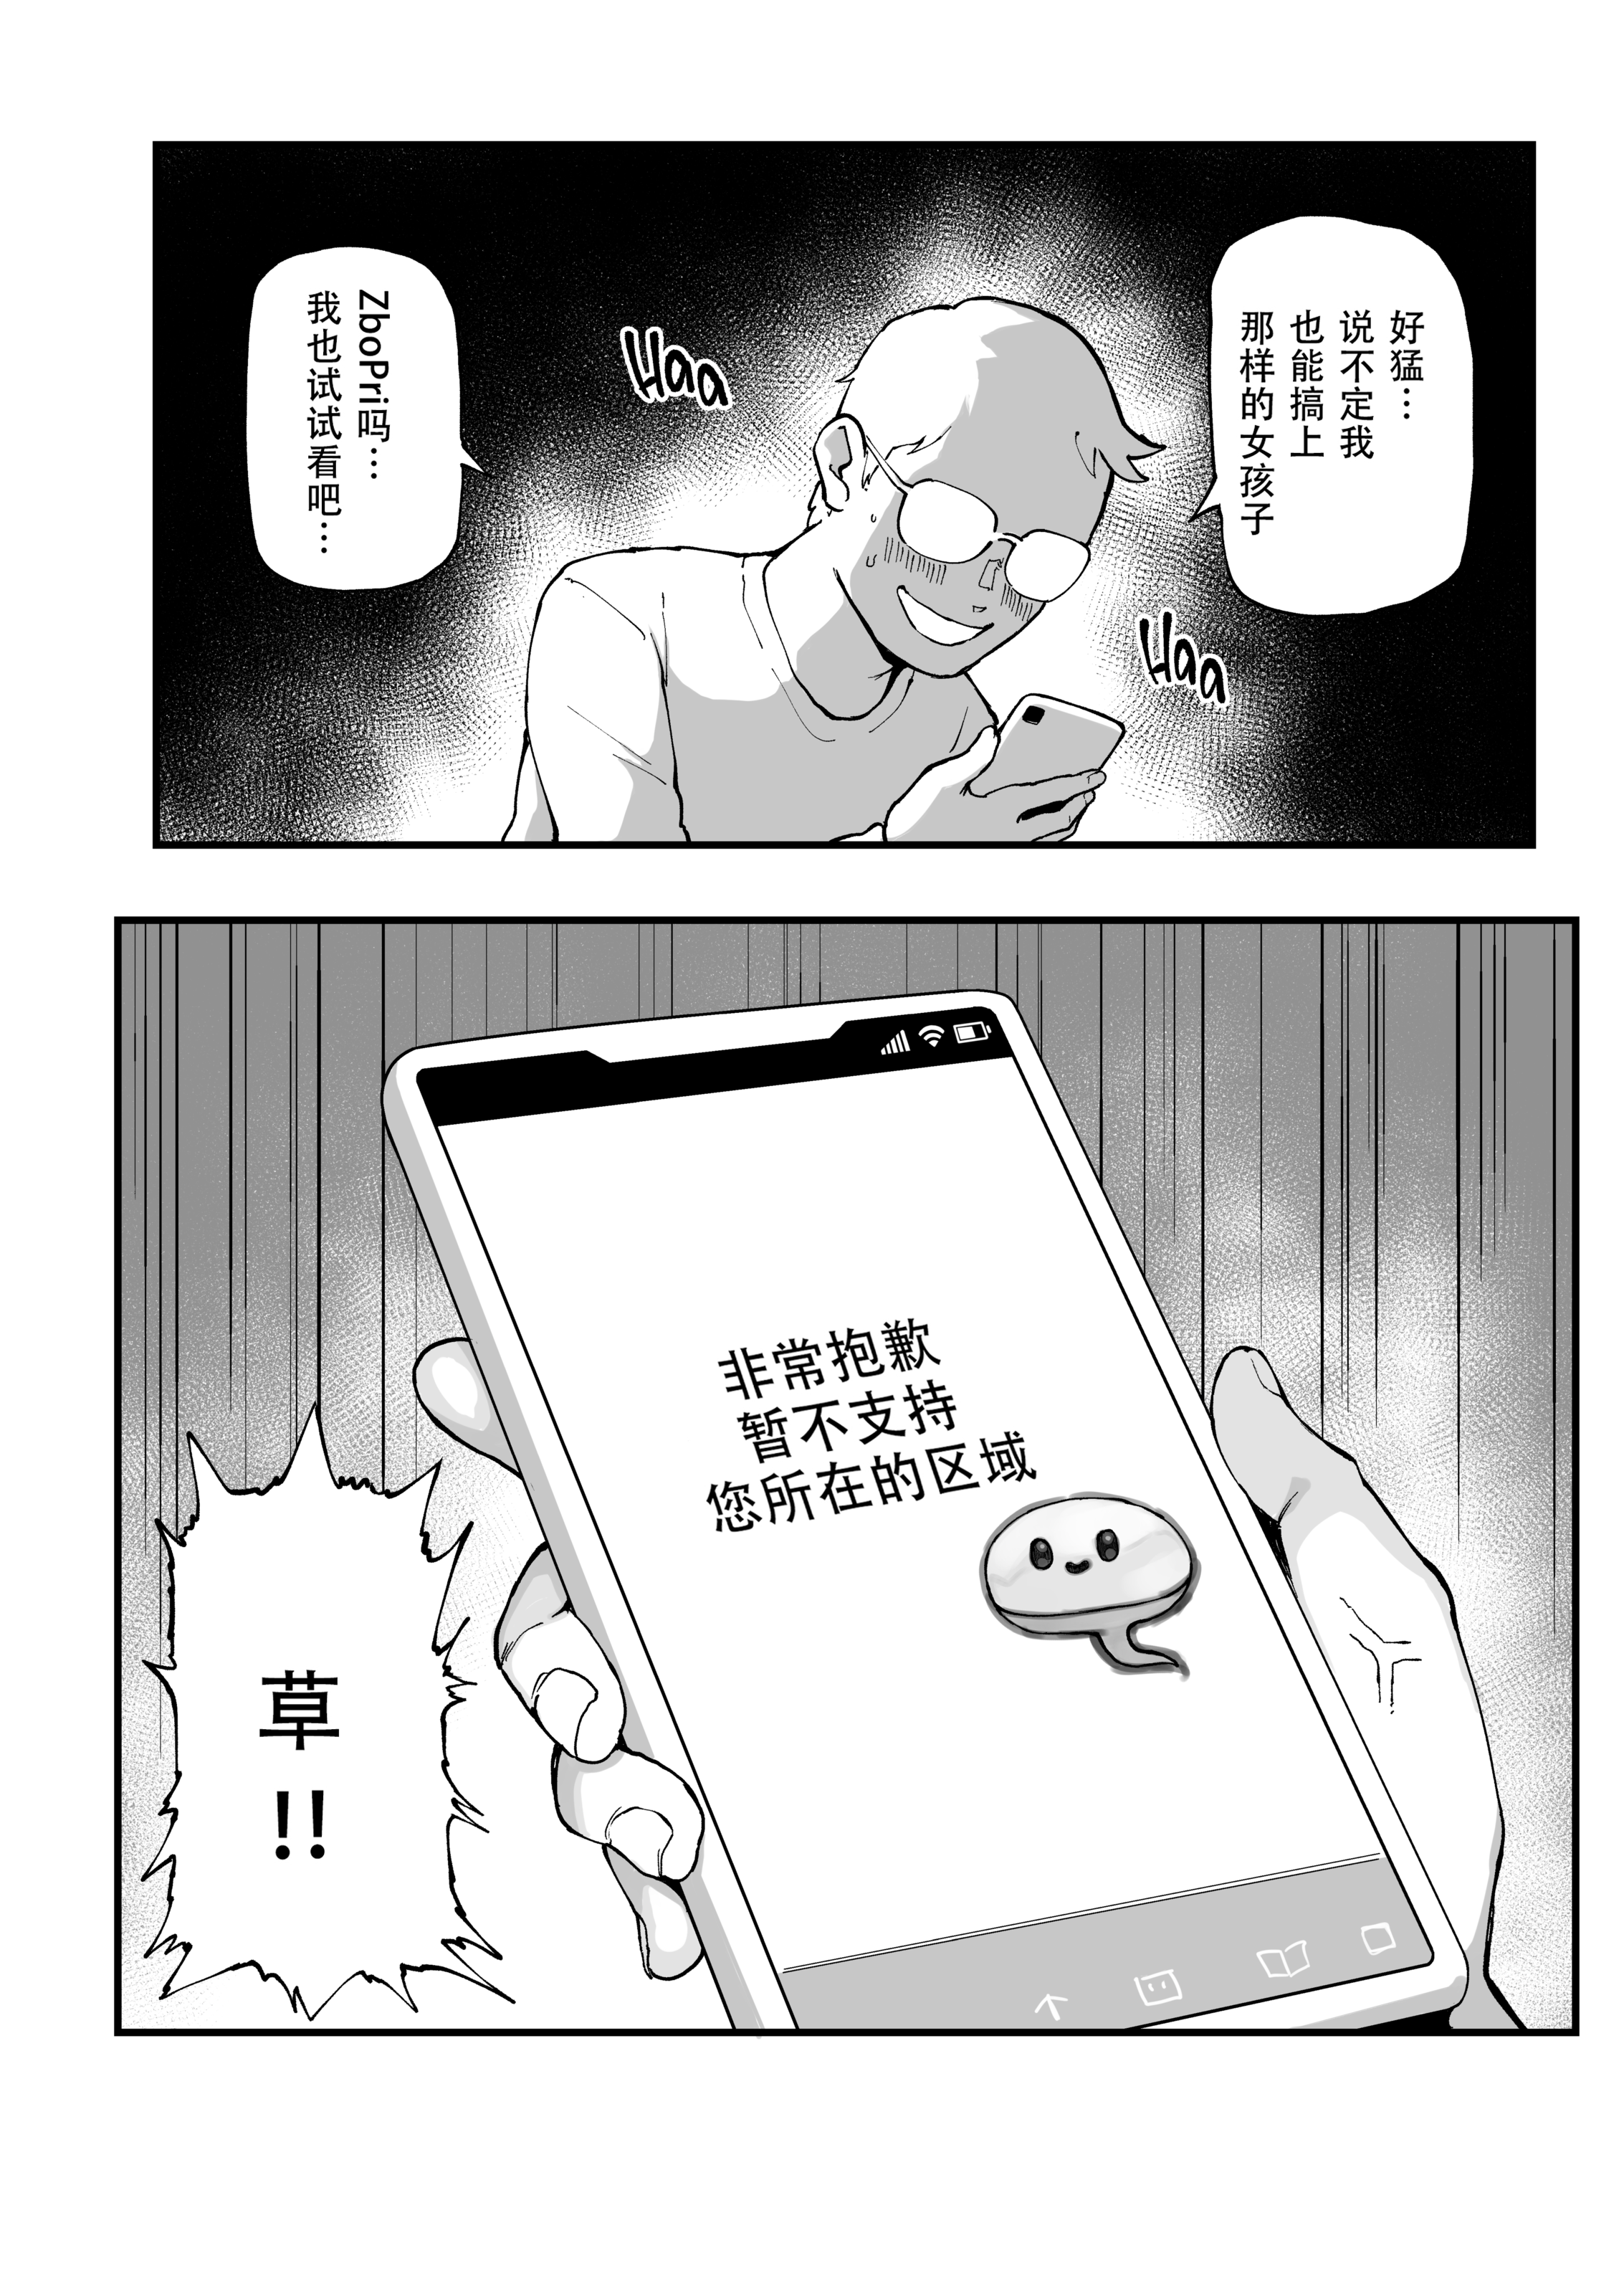 好猛…
说不定我
也能搞上
那样的女孩子
Haa
Haa
ZboPri吗…
我也试试看吧…
非常抱歉
暂不支持
您所在的区域
草!!